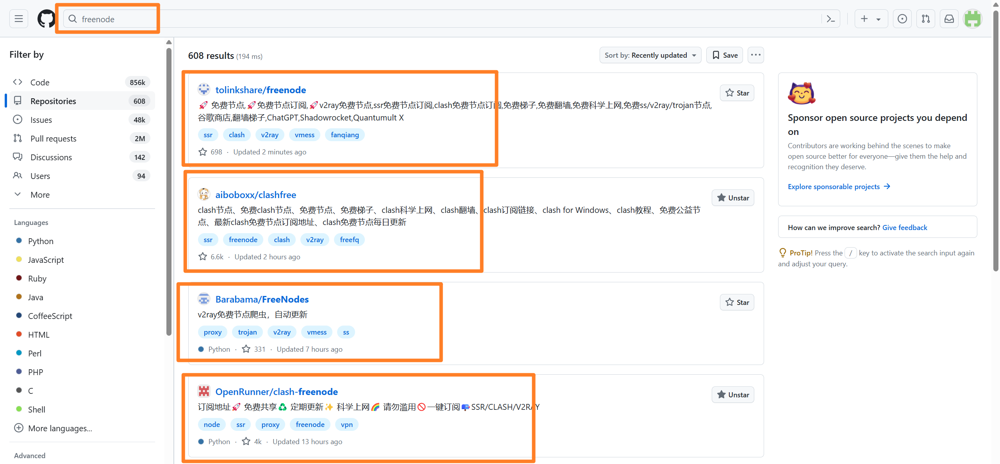 freenode
Filter by
Code 856k
Repositories 608
Issues 48k
Pull requests 2M
Discussions 142
Users 94
More
Languages
Python
JavaScript
Ruby
Java
CoffeeScript
HTML
Perl
PHP
C
Shell
More languages...
Advanced
608 results (194 ms)
Sort by: Recently updated
Save
tolinkshare/freenode
Star
🚀 免费节点,🚀免费节点订阅,🚀v2ray免费节点,ssr免费节点订阅,clash免费节点订阅,免费梯子,免费翻墙,免费科学上网,免费ss/v2ray/trojan节点,
谷歌商店,翻墙梯子,ChatGPT,Shadowrocket,Quantumult X
ssr clash v2ray vmess fanqiang
698 · Updated 2 minutes ago
aiboboxx/clashfree
Unstar
clash节点、免费clash节点、免费节点、免费梯子、clash科学上网、clash翻墙、clash订阅链接、clash for Windows、clash教程、免费公益节
点、最新clash免费节点订阅地址、clash免费节点每日更新
ssr freenode clash v2ray freefq
6.6k · Updated 2 hours ago
Barabama/FreeNodes
Star
v2ray免费节点爬虫，自动更新
proxy trojan v2ray vmess ss
Python · 331 · Updated 7 hours ago
OpenRunner/clash-freenode
Unstar
订阅地址🚀 免费共享♻️ 定期更新✨ 科学上网🌈 请勿滥用🚫一键订阅📪SSR/CLASH/V2RAY
node ssr proxy freenode vpn
Python · 4k · Updated 13 hours ago
Sponsor open source projects you depend
on
Contributors are working behind the scenes to make
open source better for everyone—give them the help and
recognition they deserve.
Explore sponsorable projects →
How can we improve search? Give feedback
ProTip! Press the / key to activate the search input again
and adjust your query.